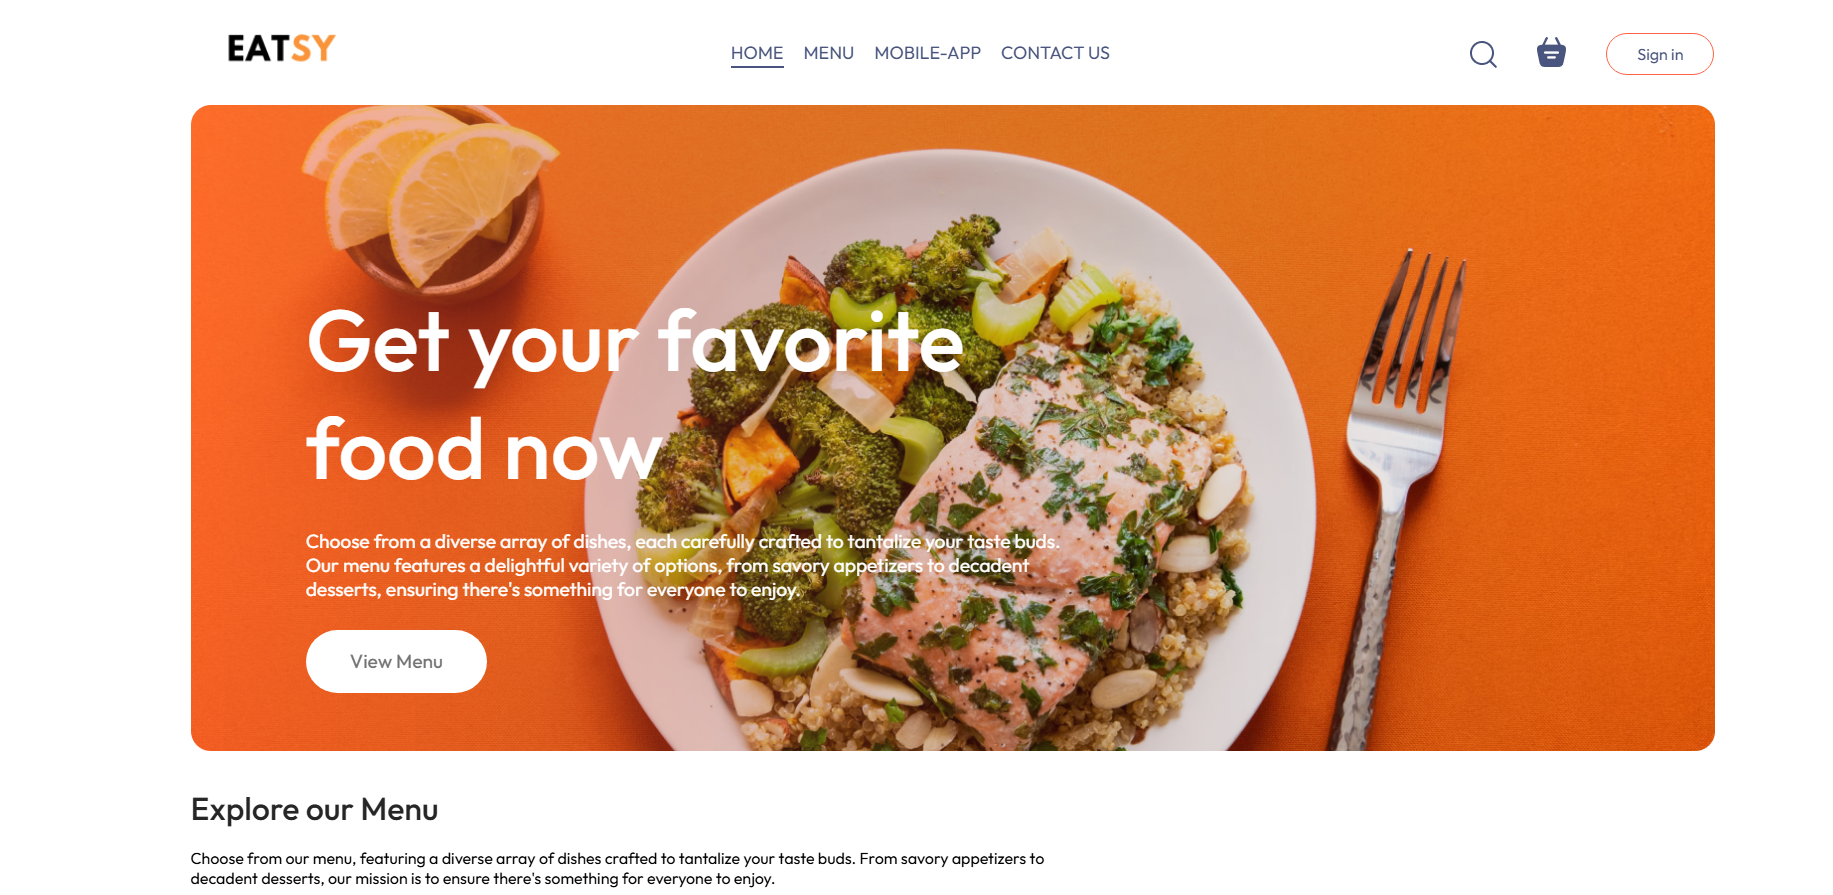 EATSY
HOME MENU MOBILE-APP CONTACT US
Sign in
Get your favorite
food now
Choose from a diverse array of dishes, each carefully crafted to tantalize your taste buds.
Our menu features a delightful variety of options, from savory appetizers to decadent
desserts, ensuring there's something for everyone to enjoy.
View Menu
Explore our Menu
Choose from our menu, featuring a diverse array of dishes crafted to tantalize your taste buds. From savory appetizers to
decadent desserts, our mission is to ensure there's something for everyone to enjoy.